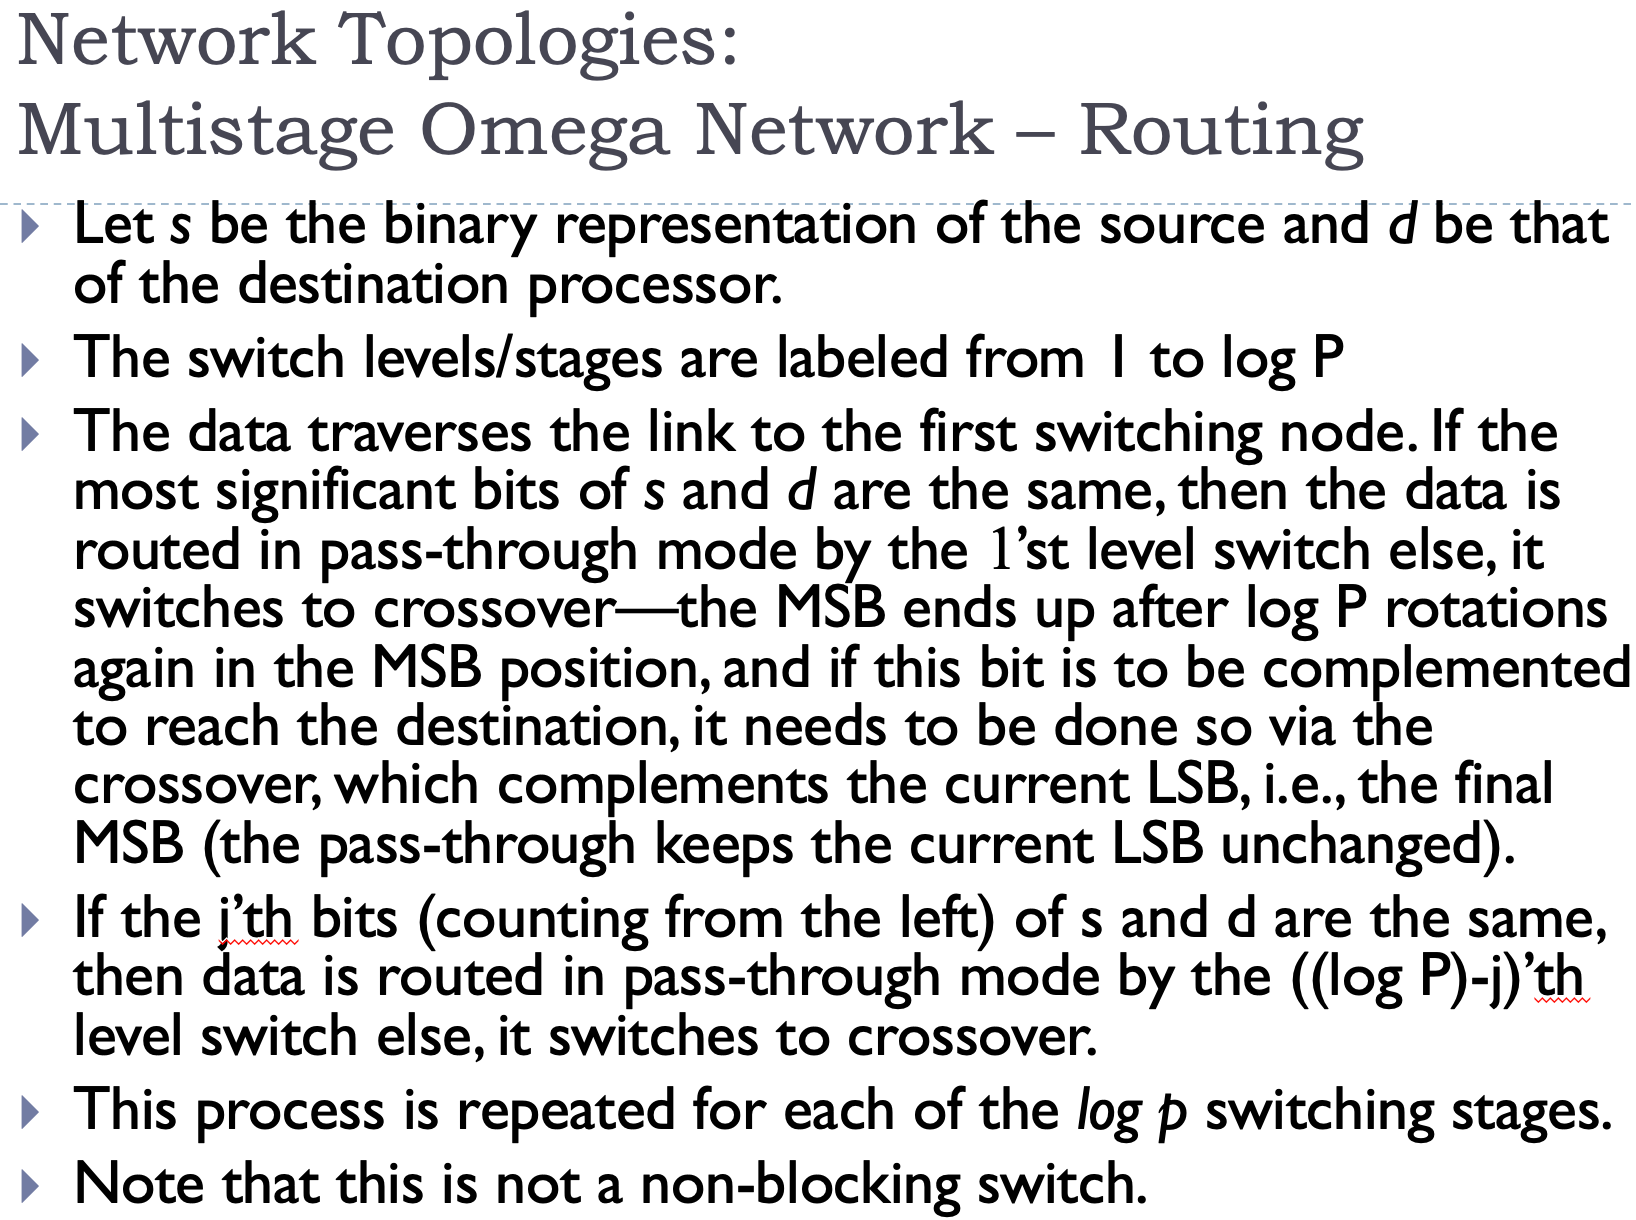 Network Topologies:
Multistage Omega Network – Routing
Let s be the binary representation of the source and d be that
of the destination processor.
The switch levels/stages are labeled from 1 to log P
The data traverses the link to the first switching node. If the
most significant bits of s and d are the same, then the data is
routed in pass-through mode by the 1’st level switch else, it
switches to crossover—the MSB ends up after log P rotations
again in the MSB position, and if this bit is to be complemented
to reach the destination, it needs to be done so via the
crossover, which complements the current LSB, i.e., the final
MSB (the pass-through keeps the current LSB unchanged).
If the j’th bits (counting from the left) of s and d are the same,
then data is routed in pass-through mode by the ((log P)-j)’th
level switch else, it switches to crossover.
This process is repeated for each of the log p switching stages.
Note that this is not a non-blocking switch.